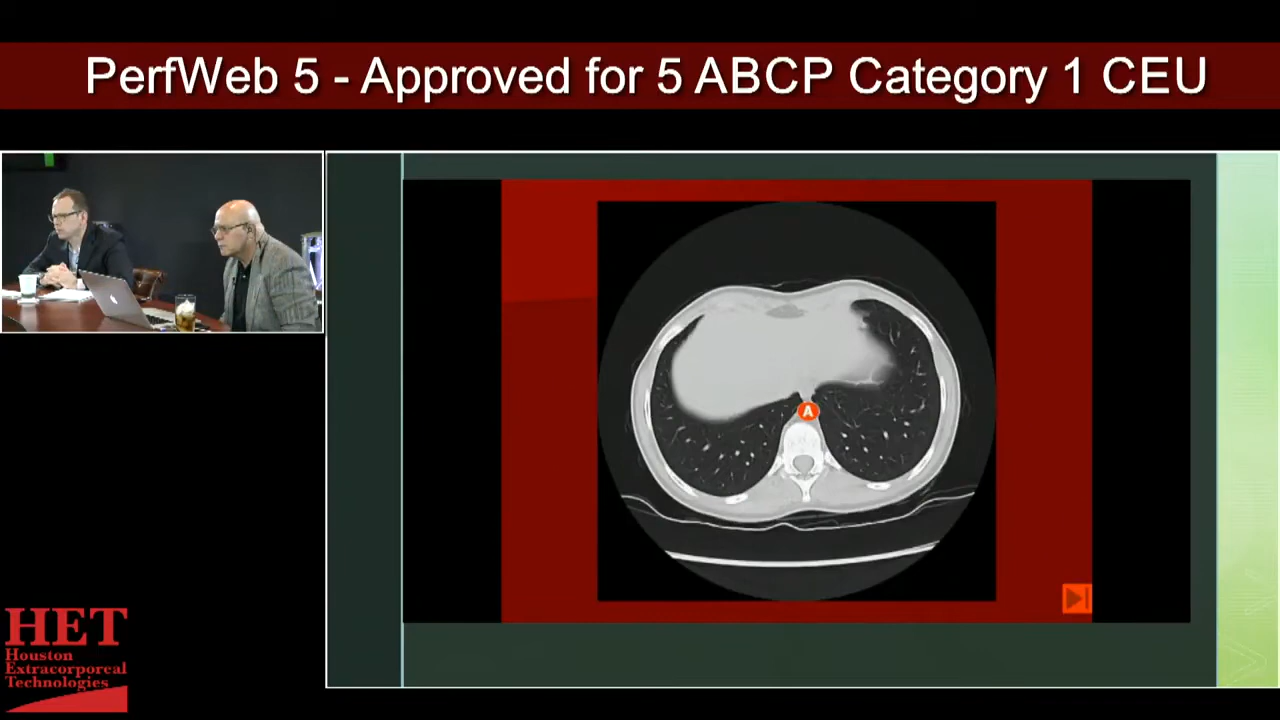 PerfWeb 5 - Approved for 5 ABCP Category 1 CEU
A
HET
Houston
Extracorporeal
Technologies